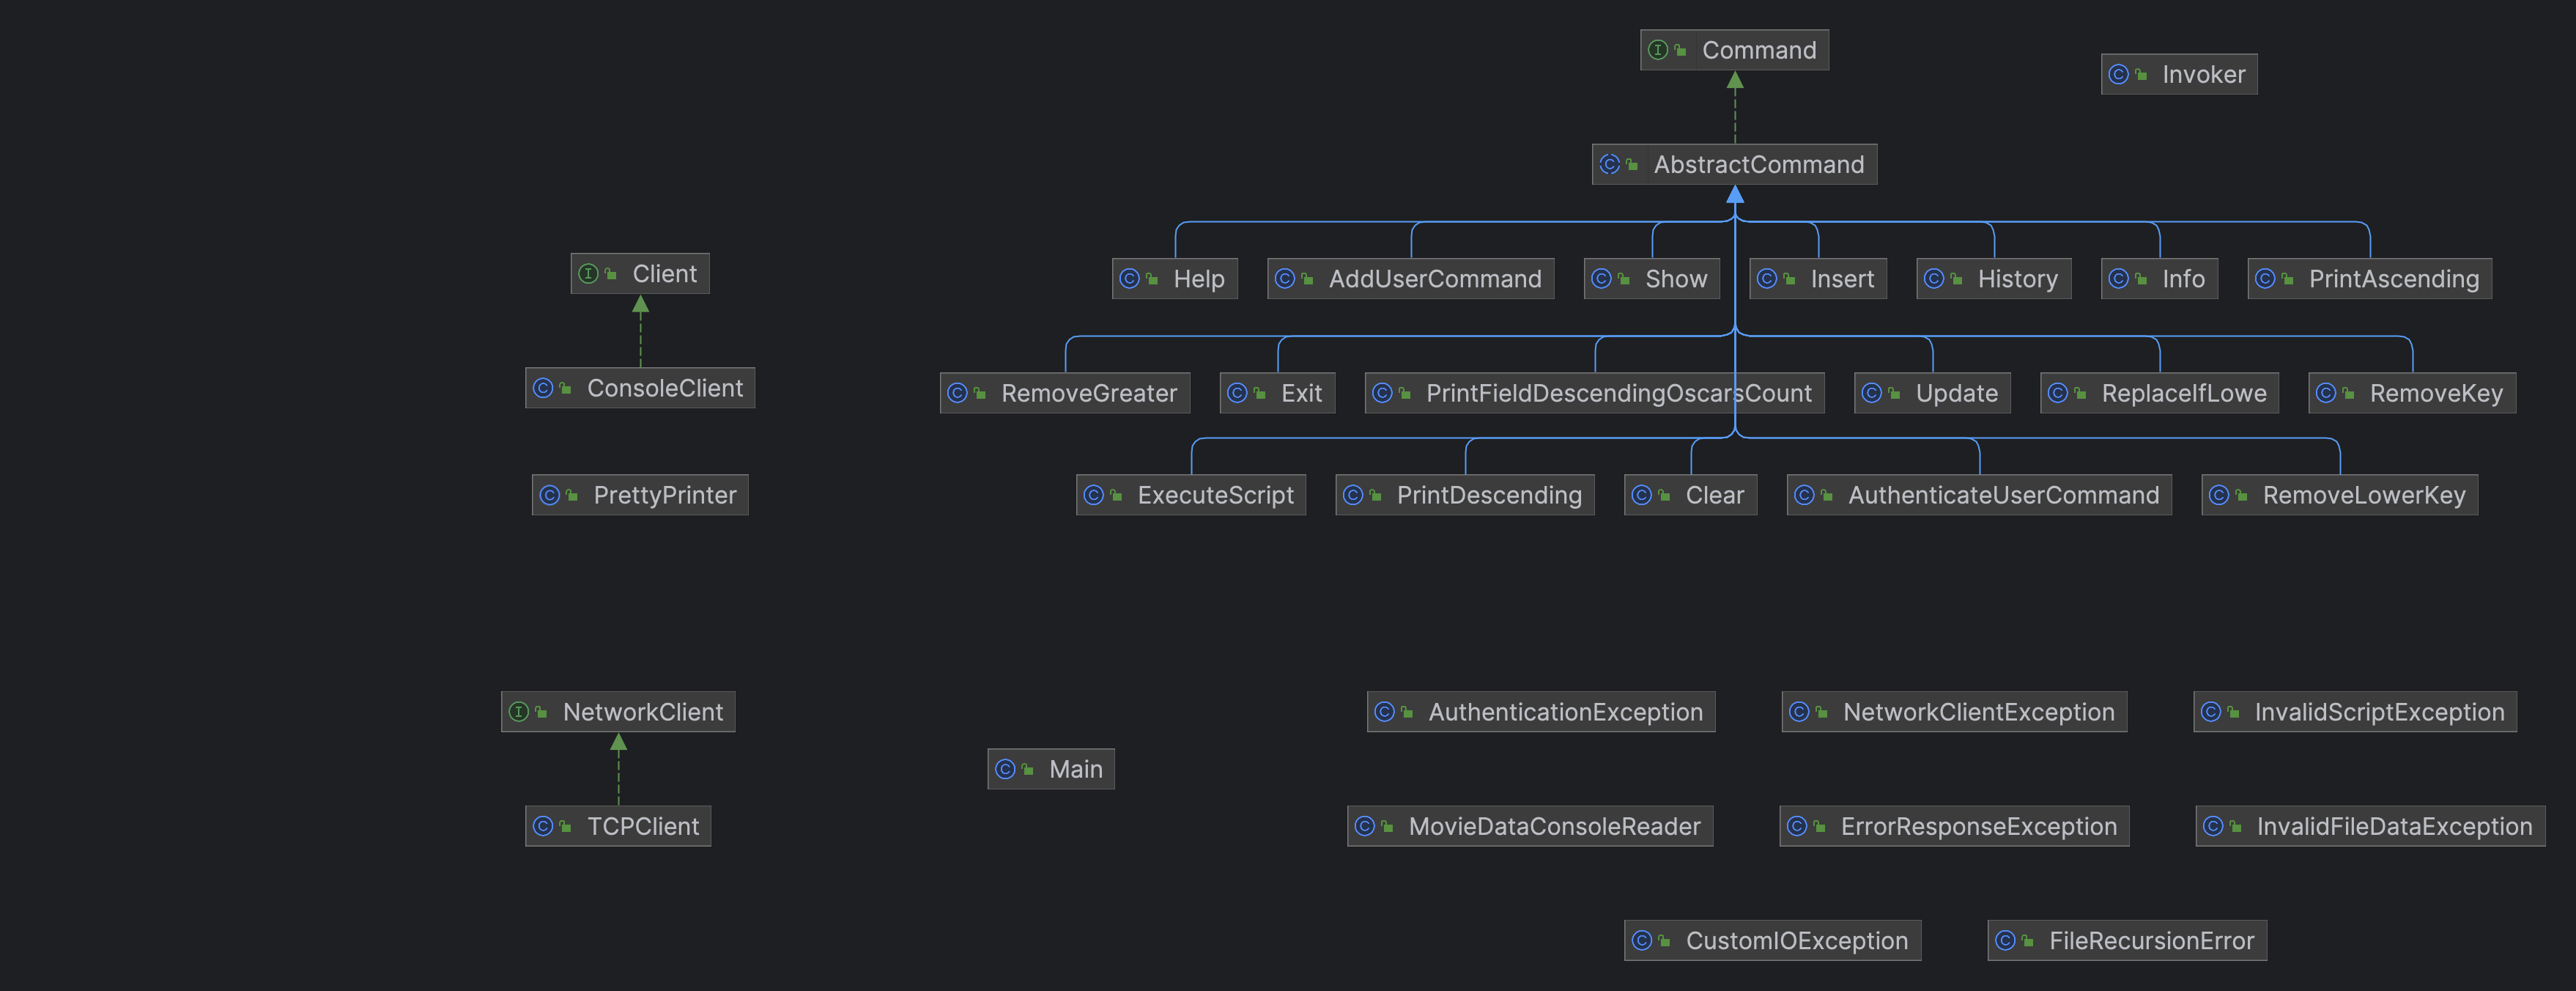 Command
Invoker
AbstractCommand
Client
Help
AddUserCommand
Show
Insert
History
Info
PrintAscending
ConsoleClient
RemoveGreater
Exit
PrintFieldDescendingOscarsCount
Update
ReplaceIfLowe
RemoveKey
PrettyPrinter
ExecuteScript
PrintDescending
Clear
AuthenticateUserCommand
RemoveLowerKey
NetworkClient
AuthenticationException
NetworkClientException
InvalidScriptException
Main
TCPClient
MovieDataConsoleReader
ErrorResponseException
InvalidFileDataException
CustomIOException
FileRecursionError